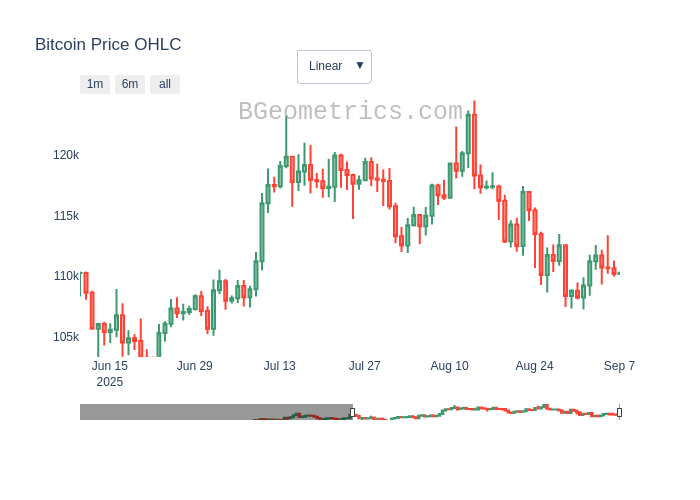 Bitcoin Price OHLC
Linear ▼
1m 6m all
BGeometrics.com
120k
115k
110k
105k
Jun 15 Jun 29 Jul 13 Jul 27 Aug 10 Aug 24 Sep 7
2025